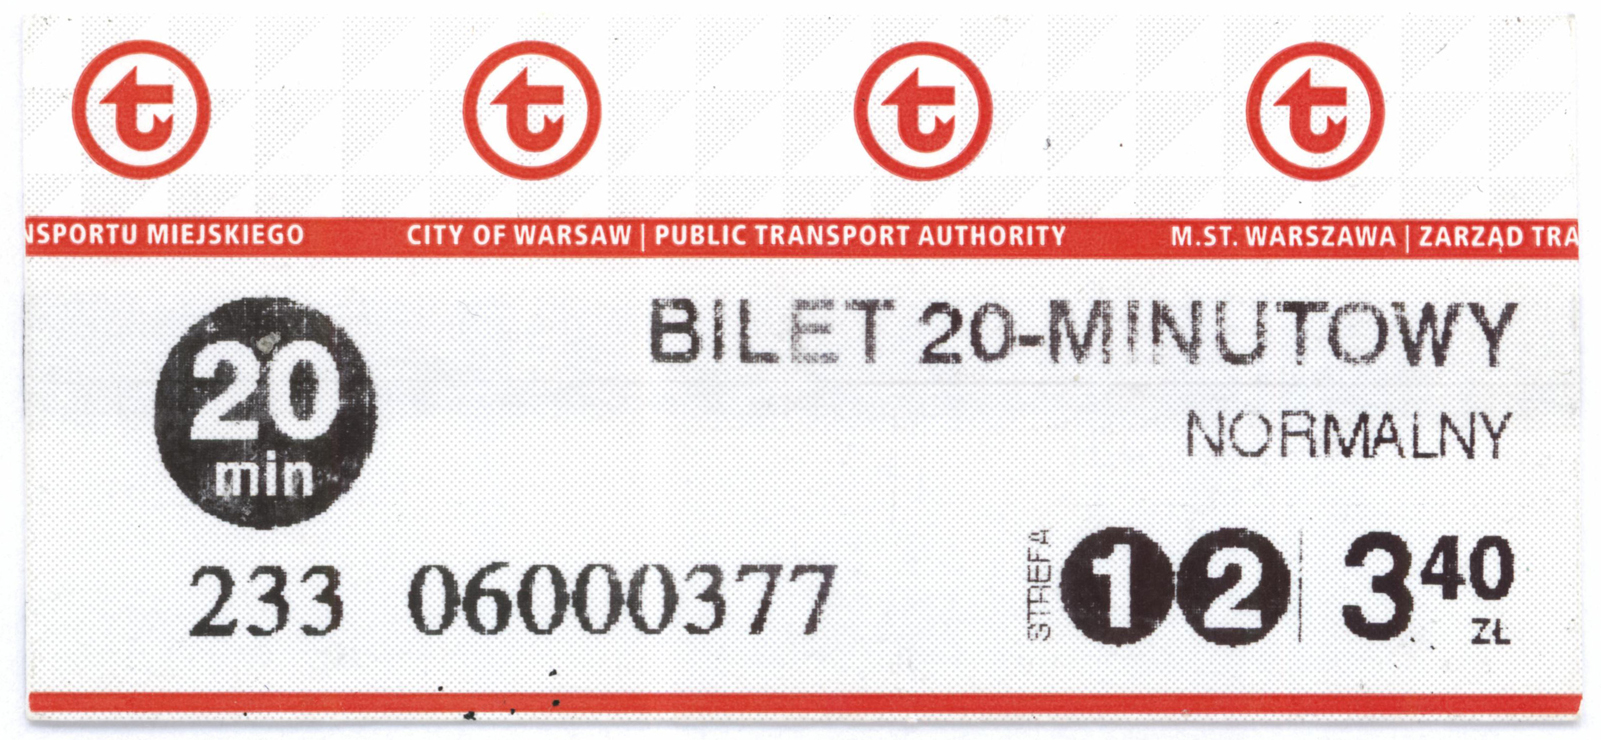 NSPORTU MIEJSKIEGO CITY OF WARSAW | PUBLIC TRANSPORT AUTHORITY M.ST. WARSZAWA | ZARZĄD TRA
20
min
BILET 20-MINUTOWY
NORMALNY
233 06000377
STREFA 1 2 | 3 40 ZŁ